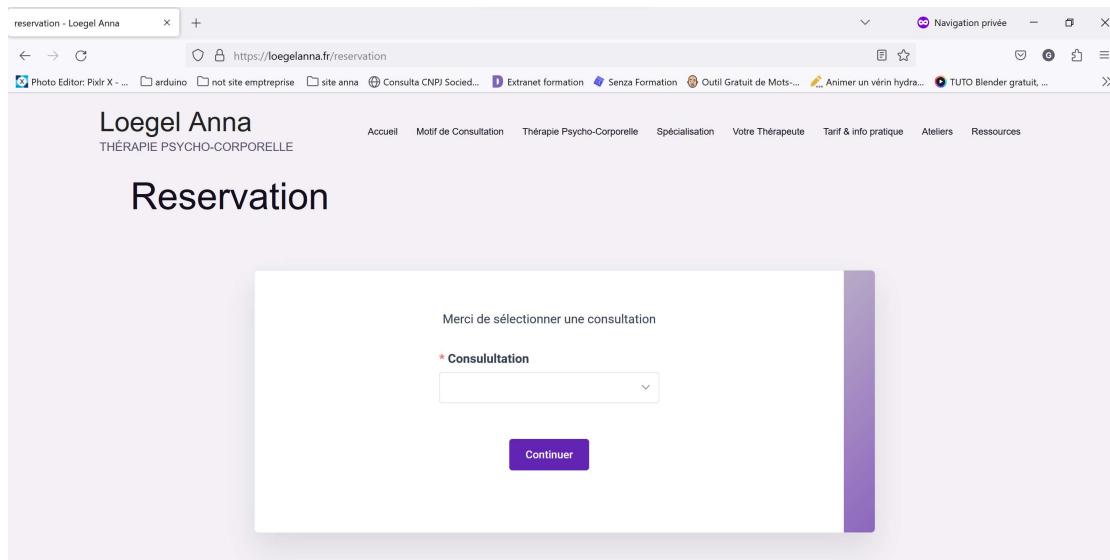 reservation - Loegel Anna
Navigation privée
https://loegelanna.fr/reservation
Photo Editor: Pixlr X - ... arduino not site emptreprise site anna Consulta CNPJ Socied... Extranet formation Senza Formation Outil Gratuit de Mots-... Animer un vérin hydra... TUTO Blender gratuit, ...
Loegel Anna
THÉRAPIE PSYCHO-CORPORELLE
Accueil Motif de Consultation Thérapie Psycho-Corporelle Spécialisation Votre Thérapeute Tarif & info pratique Ateliers Ressources
Reservation
Merci de sélectionner une consultation
* Consulultation
Continuer